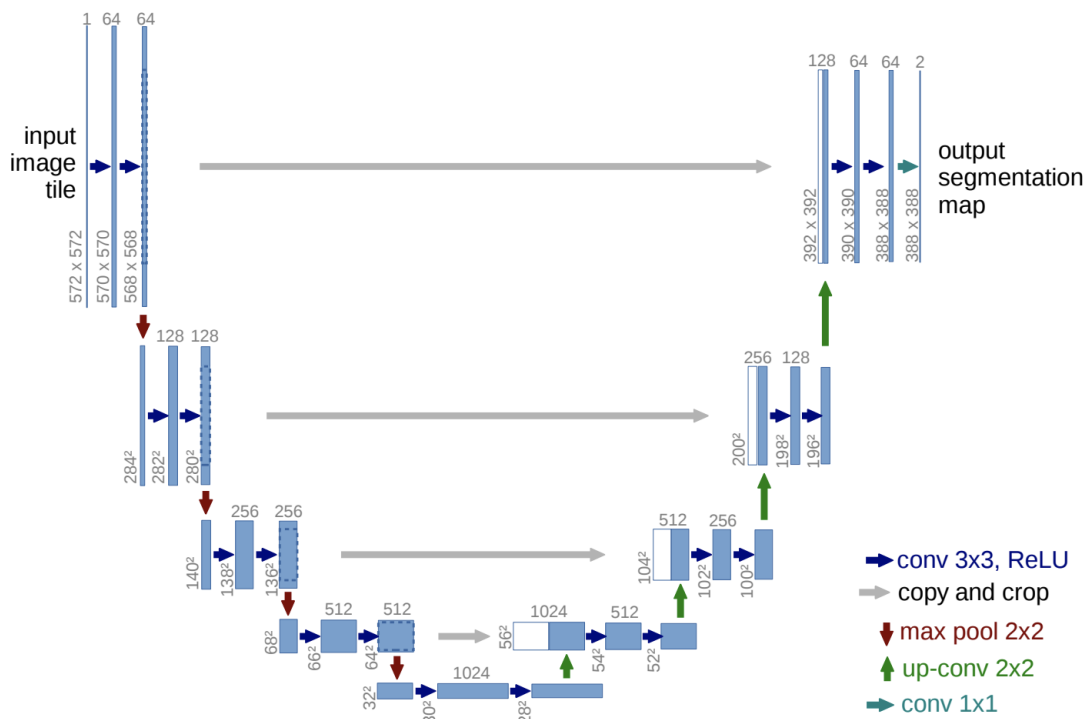 1 64 64
input
image
tile
572 x 572
570 x 570
568 x 568
128 64 64 2
output
segmentation
map
392 x 392
390 x 390
388 x 388
388 x 388
128 128
284²
282²
280²
256 128
200²
198²
196²
256 256
140²
138²
136²
512 256
104²
102²
100²
512 512
68²
66²
64²
1024 512
56²
54²
52²
1024
32²
30²
28²
conv 3x3, ReLU
copy and crop
max pool 2x2
up-conv 2x2
conv 1x1